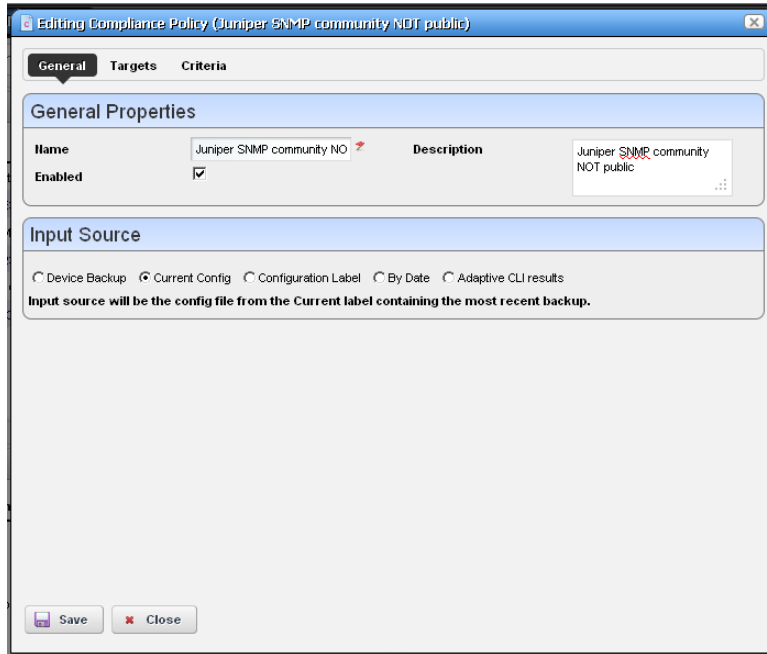 Editing Compliance Policy (Juniper SNMP community NOT public)
General Targets Criteria
General Properties
Name Juniper SNMP community NO Description Juniper SNMP community
NOT public
Enabled
Input Source
Device Backup Current Config Configuration Label By Date Adaptive CLI results
Input source will be the config file from the Current label containing the most recent backup.
Save Close